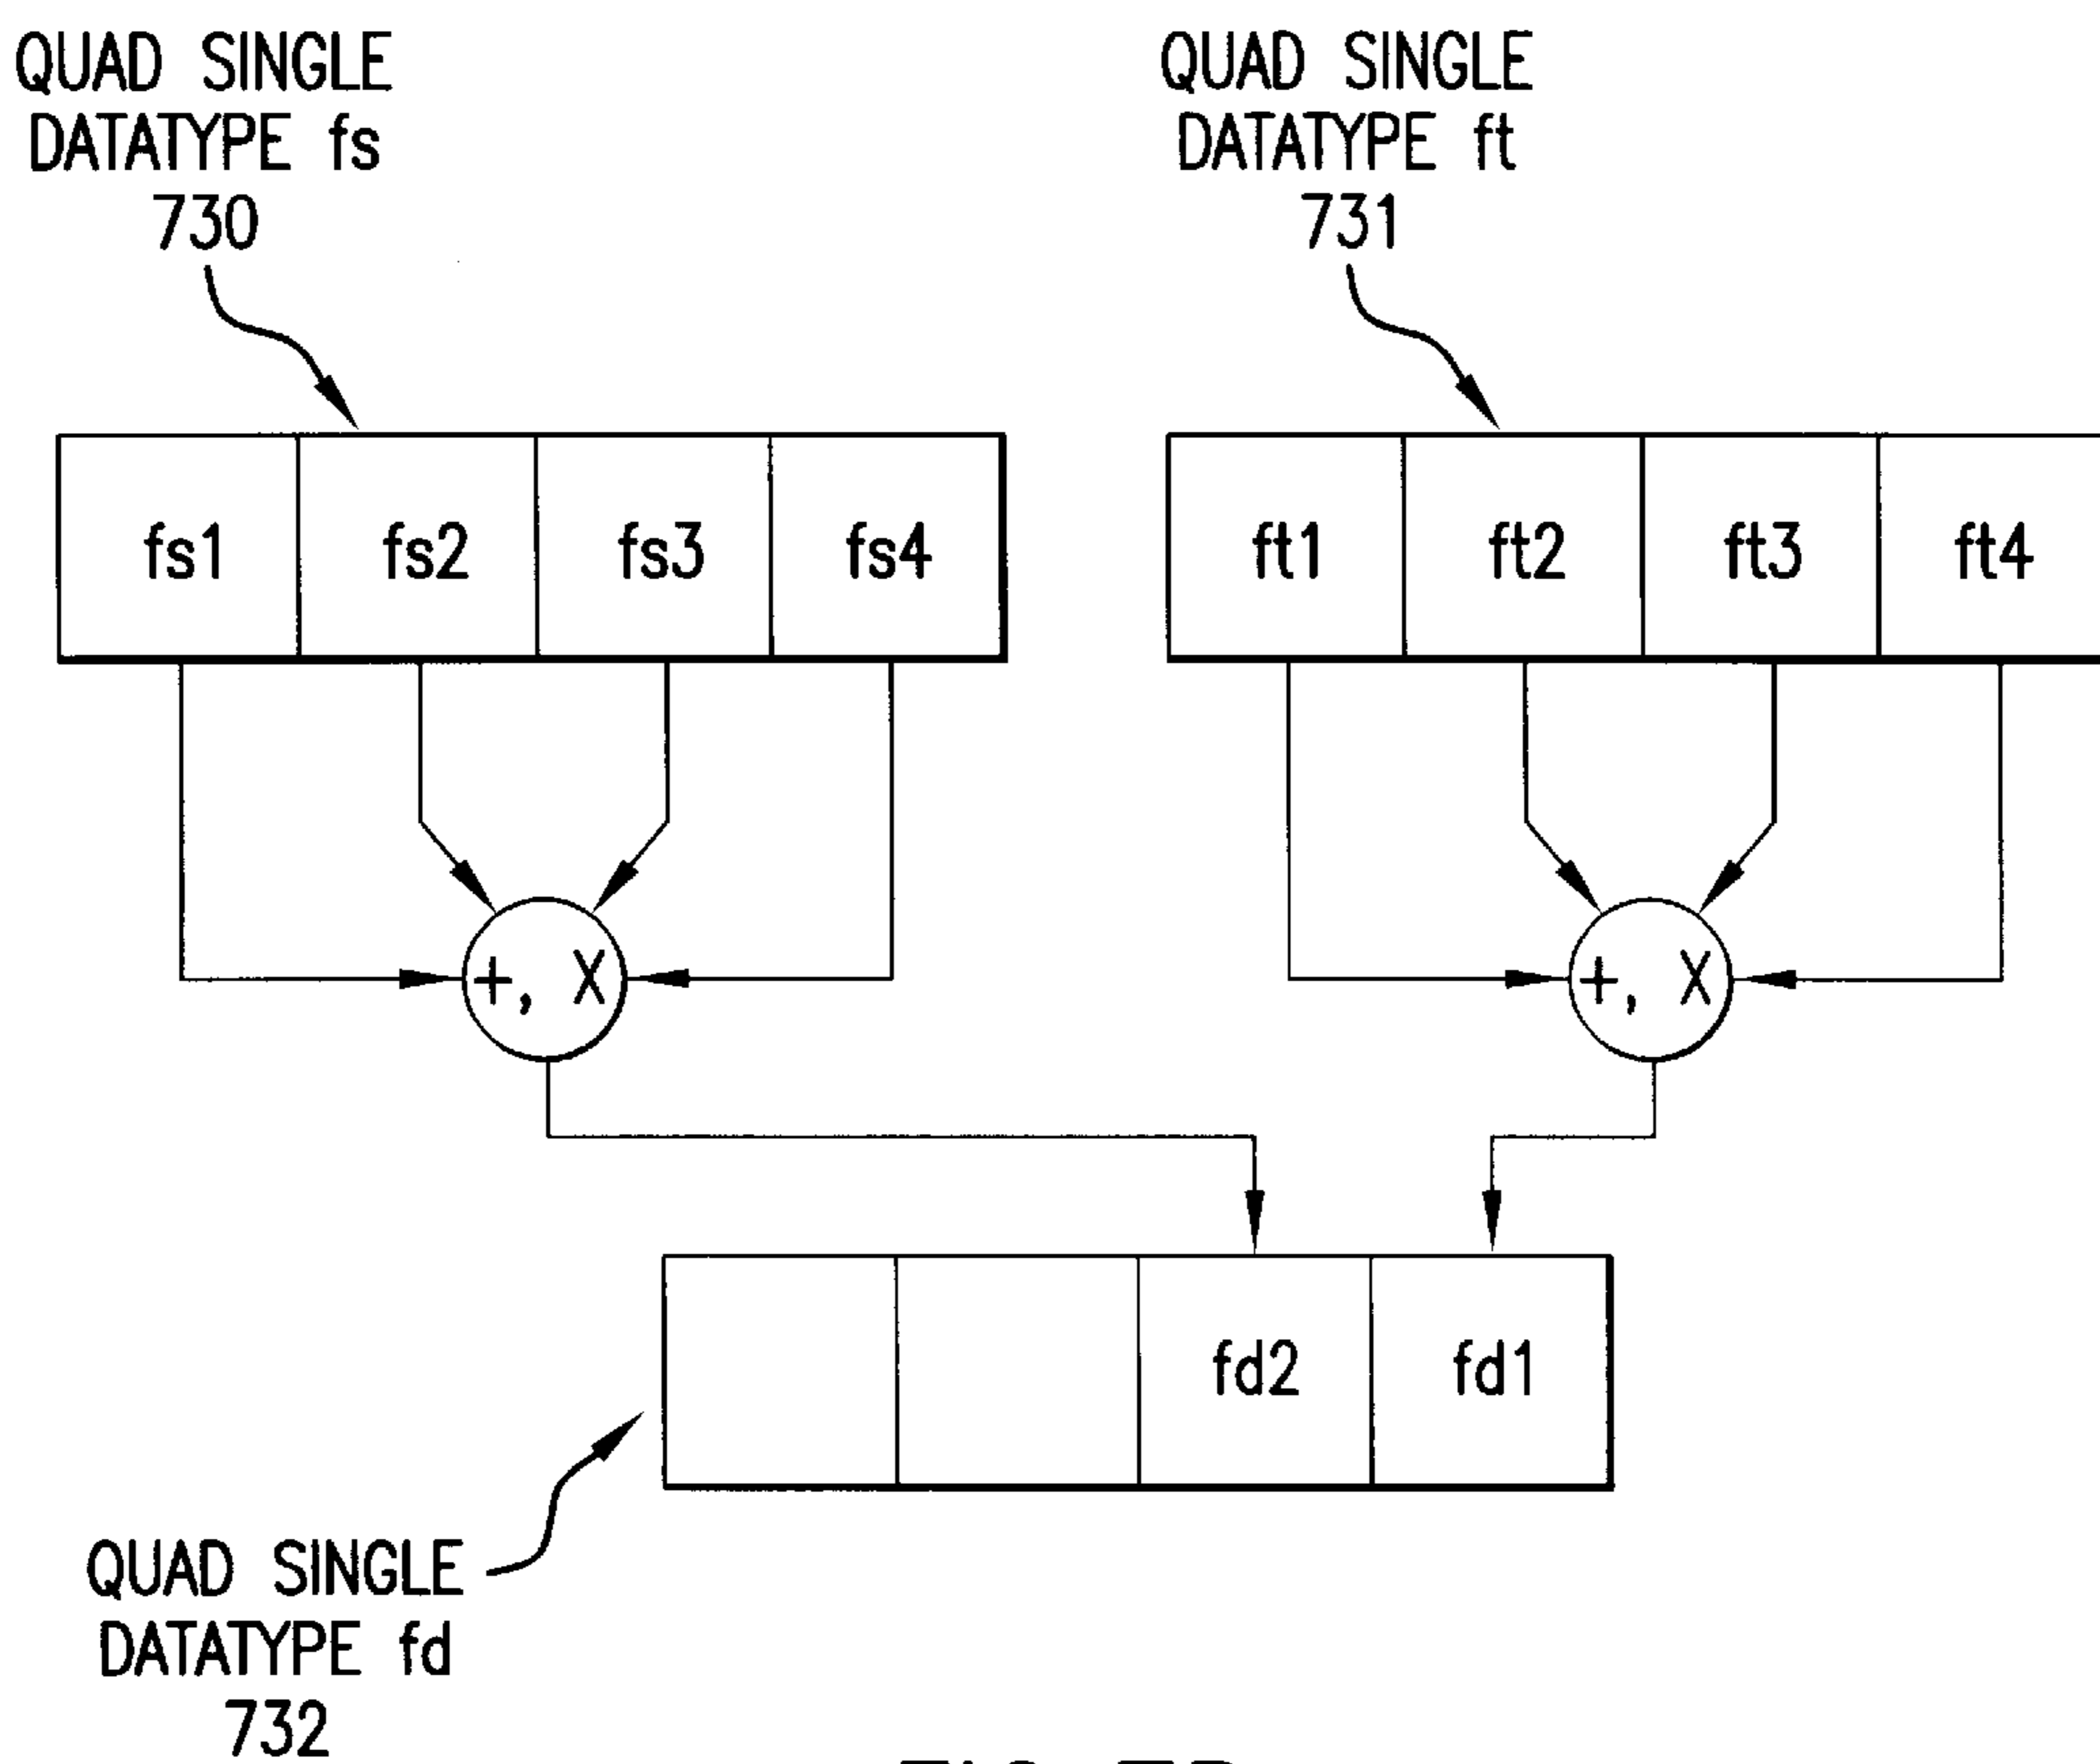 QUAD SINGLE
DATATYPE fs
730
QUAD SINGLE
DATATYPE ft
731
fs1 fs2 fs3 fs4
ft1 ft2 ft3 ft4
+, X
+, X
fd2 fd1
QUAD SINGLE
DATATYPE fd
732